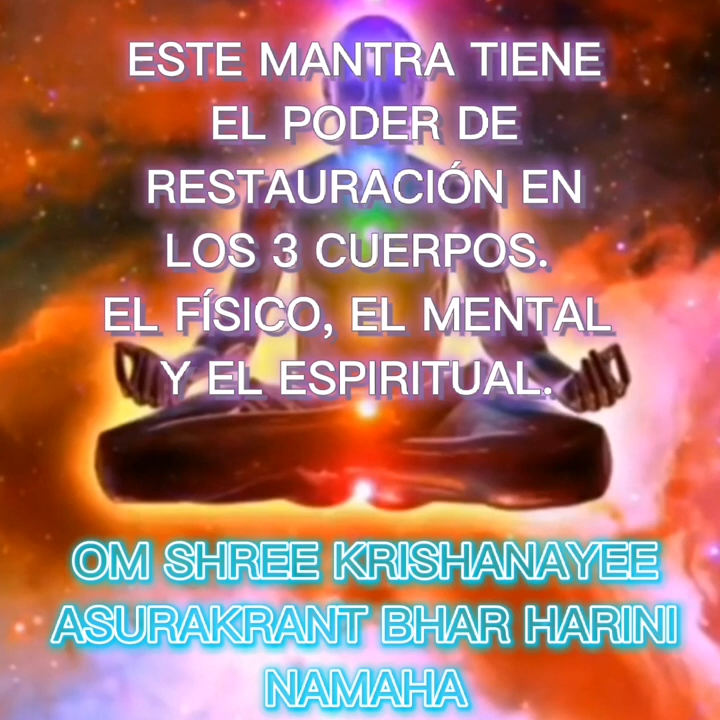 ESTE MANTRA TIENE
EL PODER DE
RESTAURACIÓN EN
LOS 3 CUERPOS.
EL FÍSICO, EL MENTAL
Y EL ESPIRITUAL.
OM SHREE KRISHANAYEE
ASURAKRANT BHAR HARINI
NAMAHA